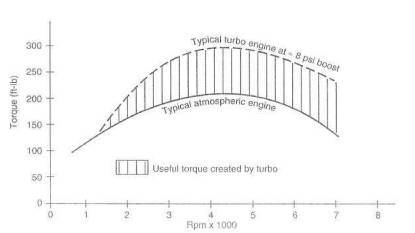 Typical turbo engine at ≈ 8 psi boost
Typical atmospheric engine
Useful torque created by turbo
Torque (ft-lb)
300
250
200
150
100
50
0
0 1 2 3 4 5 6 7 8
Rpm x 1000